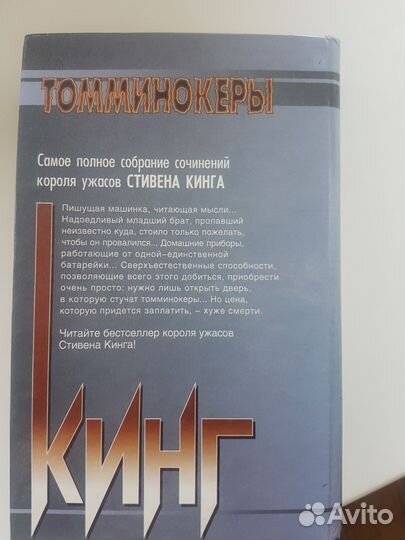 ТОММИНОКЕРЫ
Самое полное собрание сочинений
короля ужасов СТИВЕНА КИНГА
Пишущая машинка, читающая мысли...
Надоедливый младший брат, пропавший
неизвестно куда, стоило только пожелать,
чтобы он провалился... Домашние приборы,
работающие от одной–единственной
батарейки... Сверхъестественные способности,
позволяющие всего этого добиться, приобрести
очень просто: нужно лишь открыть дверь,
в которую стучат томминокеры... Но цена,
которую придется заплатить, – хуже смерти.
Читайте бестселлер короля ужасов
Стивена Кинга!
КИНГ
Avito